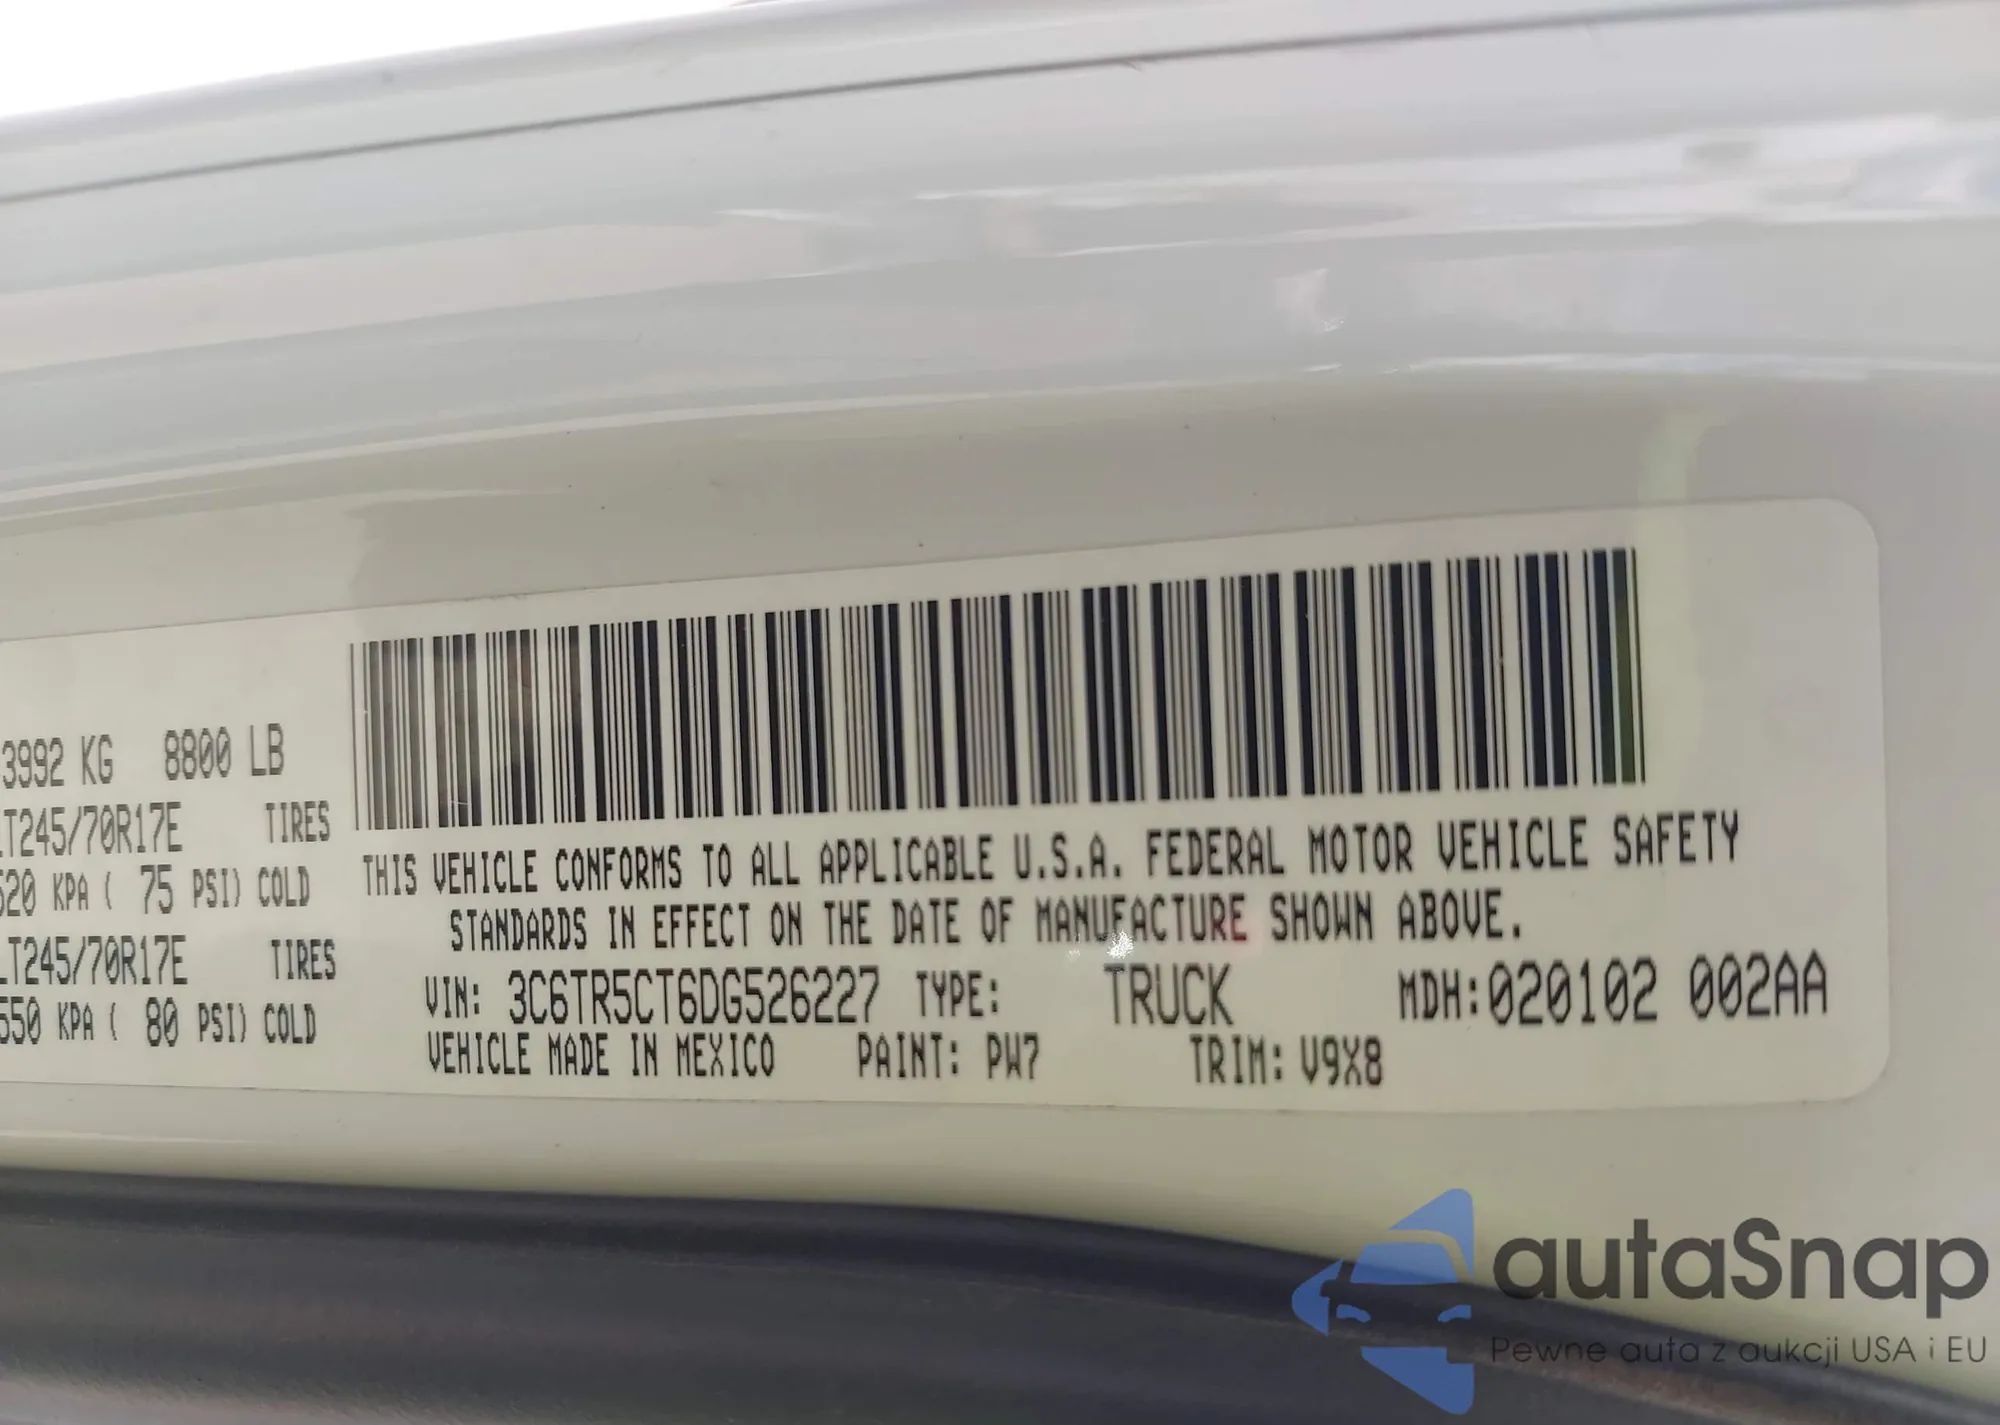 3992 KG 8800 LB
LT245/70R17E TIRES
520 KPA ( 75 PSI) COLD
LT245/70R17E TIRES
550 KPA ( 80 PSI) COLD
THIS VEHICLE CONFORMS TO ALL APPLICABLE U.S.A. FEDERAL MOTOR VEHICLE SAFETY
STANDARDS IN EFFECT ON THE DATE OF MANUFACTURE SHOWN ABOVE.
VIN: 3C6TR5CT6DG526227 TYPE: TRUCK MDH:020102 002AA
VEHICLE MADE IN MEXICO PAINT: PW7 TRIM: V9X8
autaSnap
Pewne auta z aukcji USA i EU